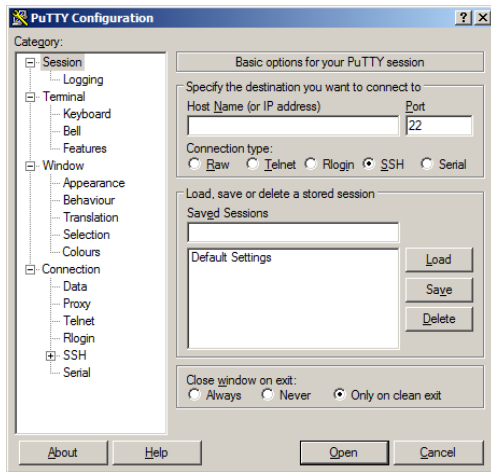 PuTTY Configuration
Category:
Session
Logging
Terminal
Keyboard
Bell
Features
Window
Appearance
Behaviour
Translation
Selection
Colours
Connection
Data
Proxy
Telnet
Rlogin
SSH
Serial
Basic options for your PuTTY session
Specify the destination you want to connect to
Host Name (or IP address) Port
22
Connection type:
Raw Telnet Rlogin SSH Serial
Load, save or delete a stored session
Saved Sessions
Default Settings
Load
Save
Delete
Close window on exit:
Always Never Only on clean exit
About Help Open Cancel